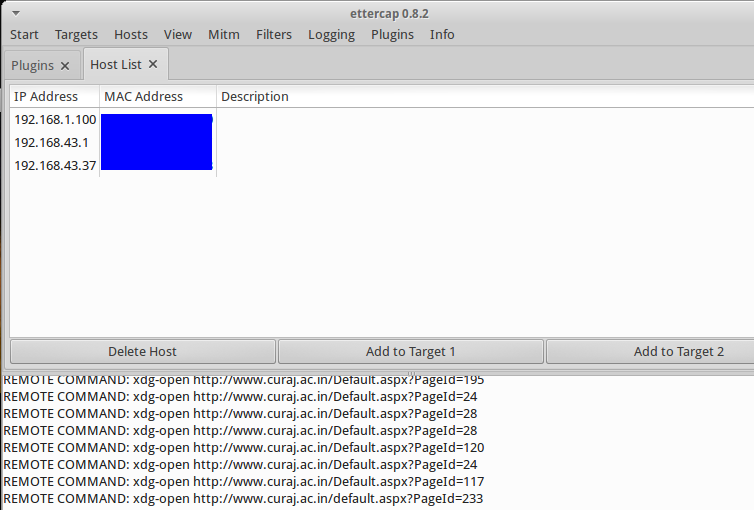 ettercap 0.8.2
Start Targets Hosts View Mitm Filters Logging Plugins Info
Plugins Host List
IP Address MAC Address Description
192.168.1.100
192.168.43.1
192.168.43.37
Delete Host Add to Target 1 Add to Target 2
REMOTE COMMAND: xdg-open http://www.curaj.ac.in/Default.aspx?PageId=195
REMOTE COMMAND: xdg-open http://www.curaj.ac.in/Default.aspx?PageId=24
REMOTE COMMAND: xdg-open http://www.curaj.ac.in/Default.aspx?PageId=28
REMOTE COMMAND: xdg-open http://www.curaj.ac.in/Default.aspx?PageId=28
REMOTE COMMAND: xdg-open http://www.curaj.ac.in/Default.aspx?PageId=120
REMOTE COMMAND: xdg-open http://www.curaj.ac.in/Default.aspx?PageId=24
REMOTE COMMAND: xdg-open http://www.curaj.ac.in/Default.aspx?PageId=117
REMOTE COMMAND: xdg-open http://www.curaj.ac.in/default.aspx?PageId=233